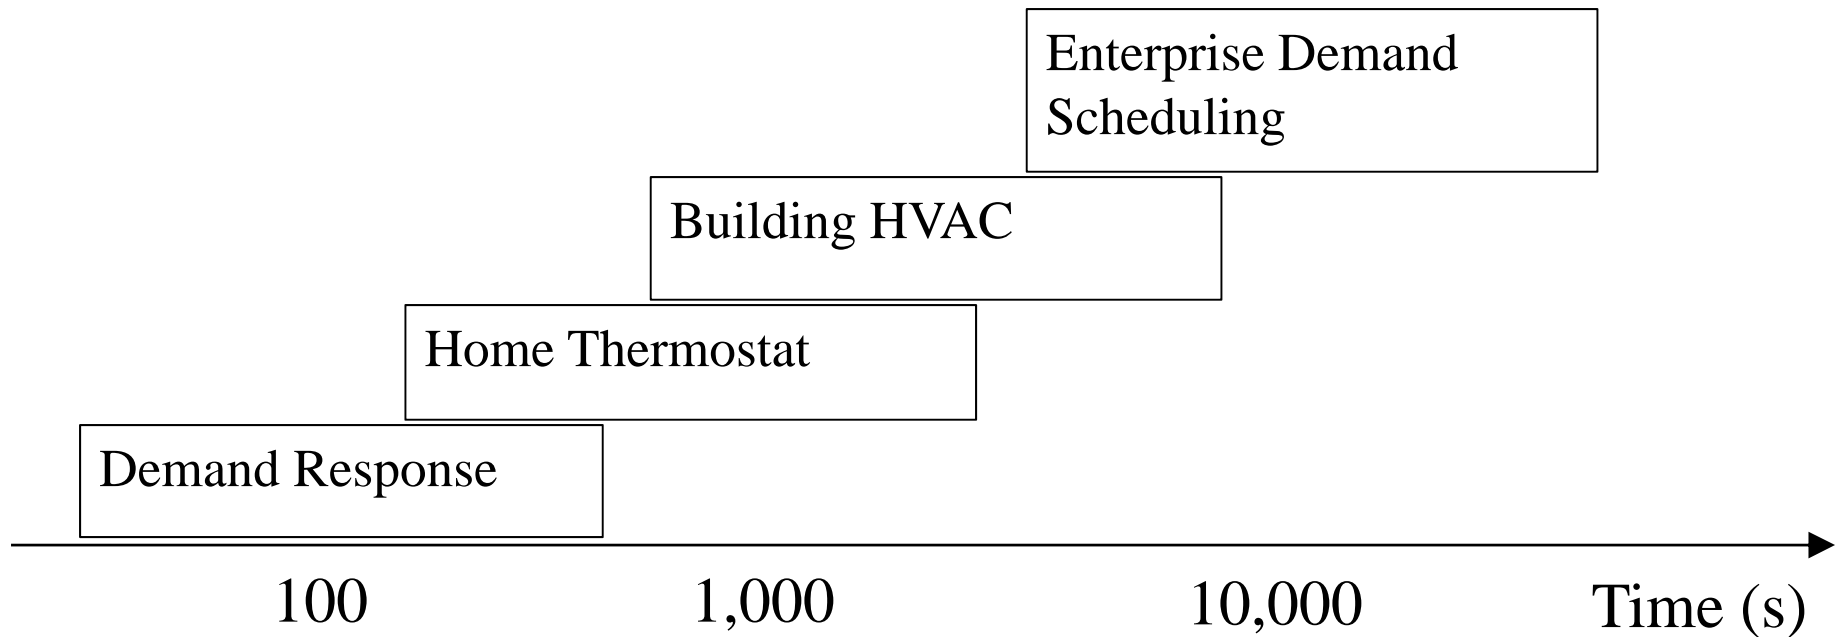 Enterprise Demand
Scheduling
Building HVAC
Home Thermostat
Demand Response
100 1,000 10,000 Time (s)